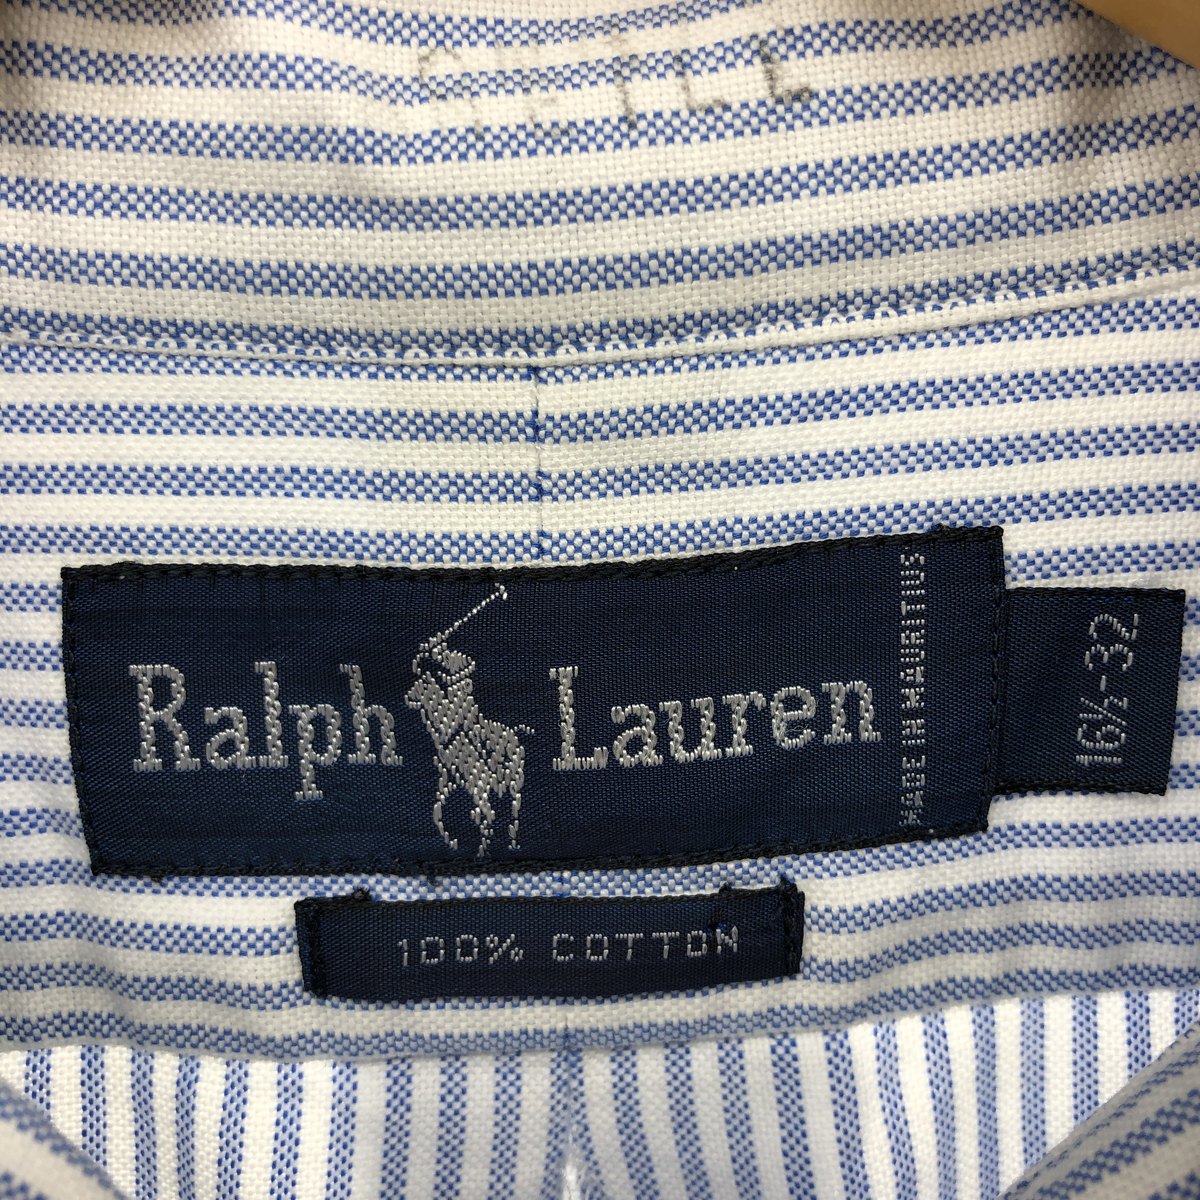 Ralph Lauren
MADE IN MAURITIUS
16½-32
100% COTTON